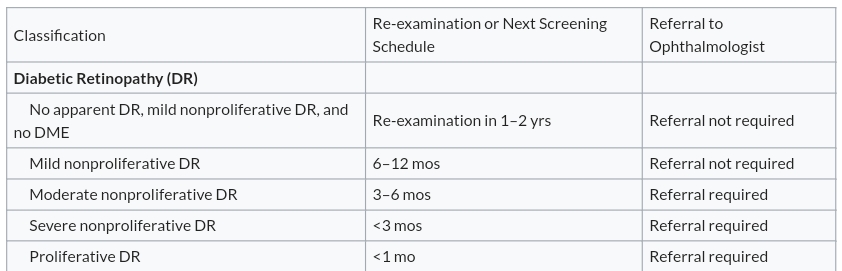 Classification
Re-examination or Next Screening
Schedule
Referral to
Ophthalmologist
Diabetic Retinopathy (DR)
No apparent DR, mild nonproliferative DR, and
no DME
Re-examination in 1–2 yrs
Referral not required
Mild nonproliferative DR
6–12 mos
Referral not required
Moderate nonproliferative DR
3–6 mos
Referral required
Severe nonproliferative DR
<3 mos
Referral required
Proliferative DR
<1 mo
Referral required